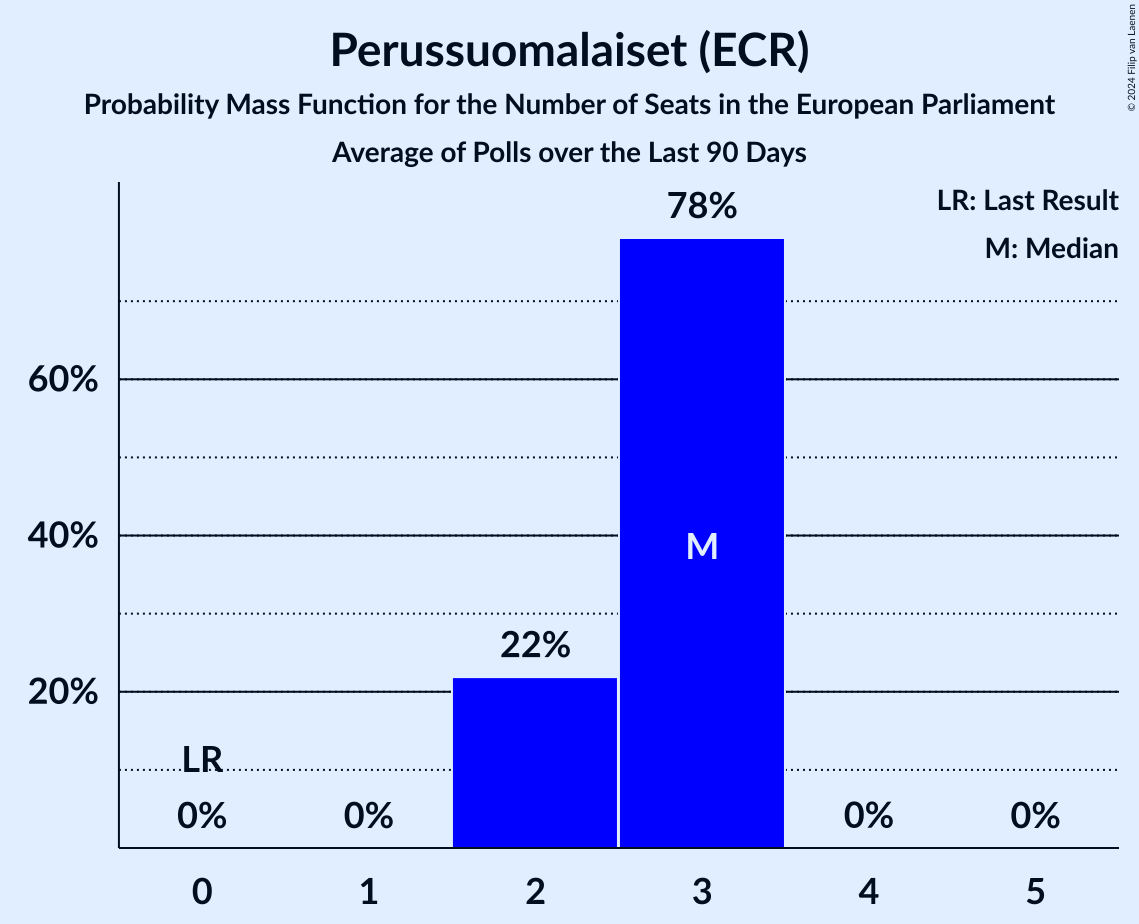 Perussuomalaiset (ECR)
Probability Mass Function for the Number of Seats in the European Parliament
Average of Polls over the Last 90 Days
© 2024 Filip van Laenen
LR: Last Result
M: Median
78%
60%
40%
M
22%
20%
LR
0% 0% 0% 0%
0 1 2 3 4 5